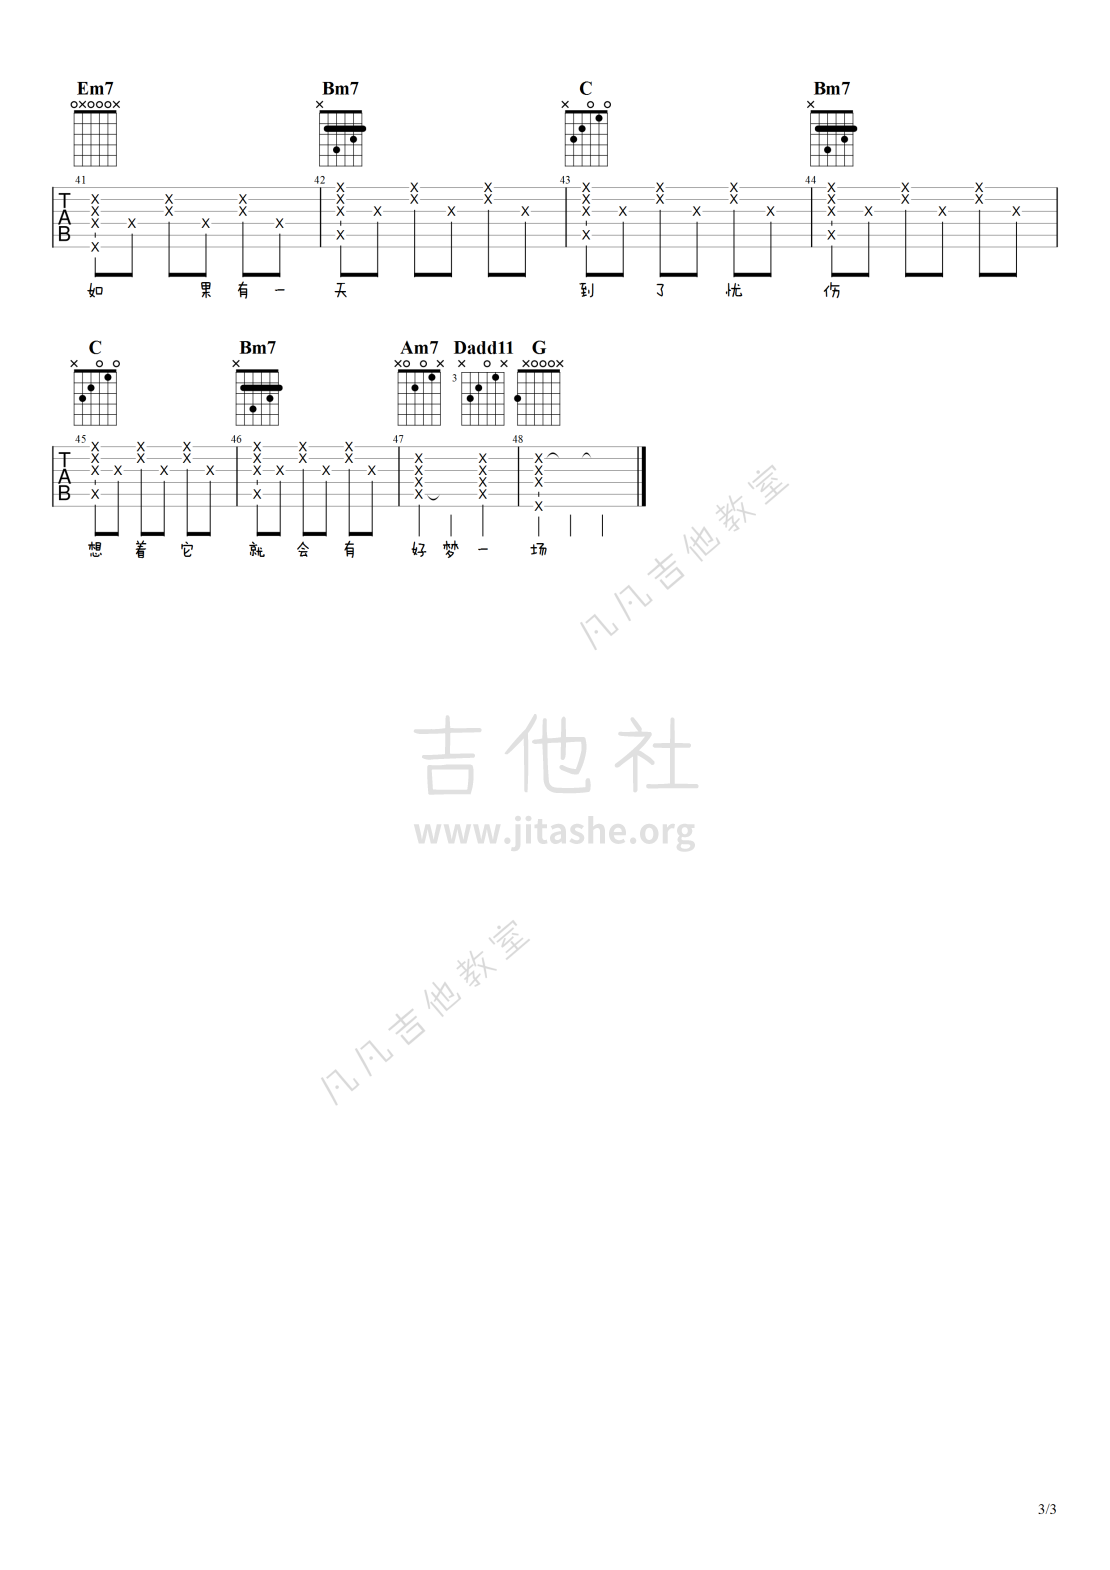 Em7 Bm7 C Bm7
41 42 43 44
T
A
B
如 果 有 一 天 到 了 忧 伤
C Bm7 Am7 Dadd11 G
3
45 46 47 48
T
A
B
想 着 它 就 会 有 好 梦 一 场
凡凡吉他教室
吉他社
www.jitashe.org
凡凡吉他教室
3/3